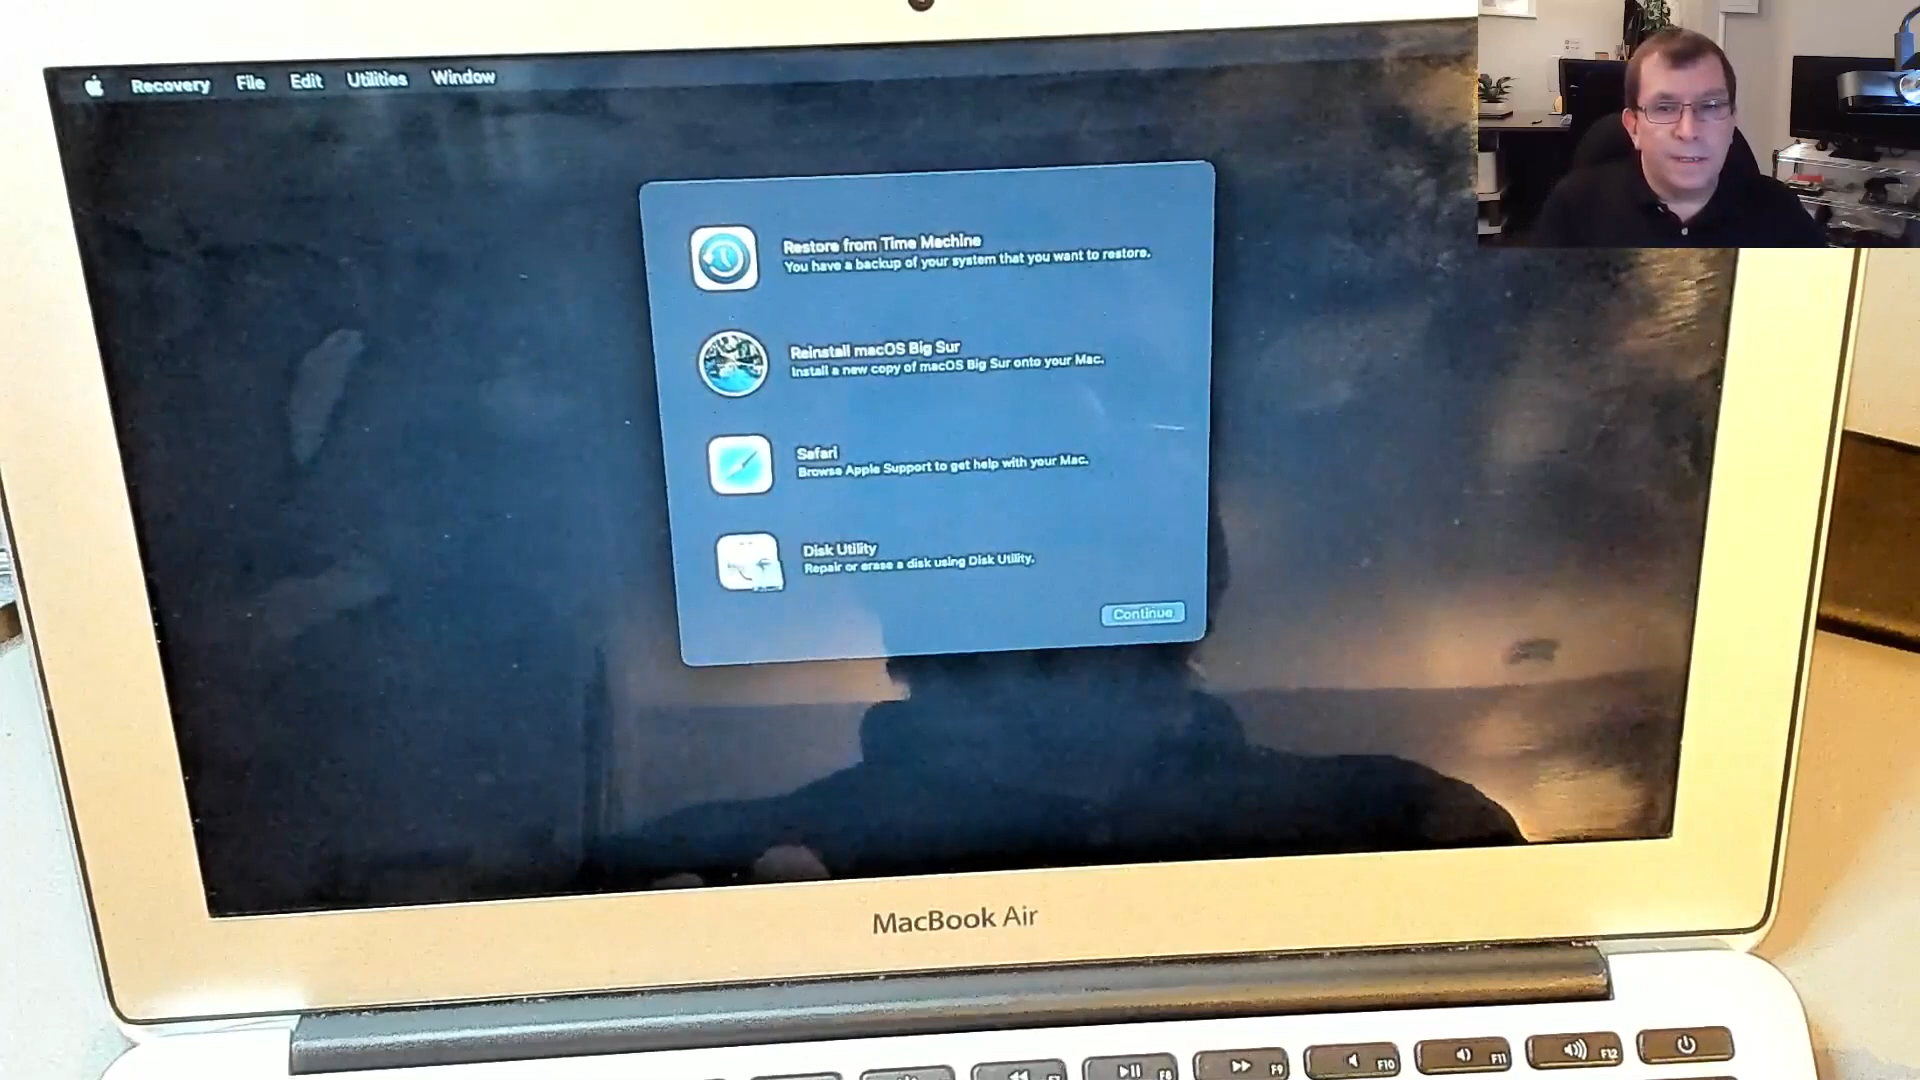 Recovery File Edit Utilities Window
Restore from Time Machine
You have a backup of your system that you want to restore.
Reinstall macOS Big Sur
Install a new copy of macOS Big Sur onto your Mac.
Safari
Browse Apple Support to get help with your Mac.
Disk Utility
Repair or erase a disk using Disk Utility.
Continue
MacBook Air
F8 F9 F10 F11 F12